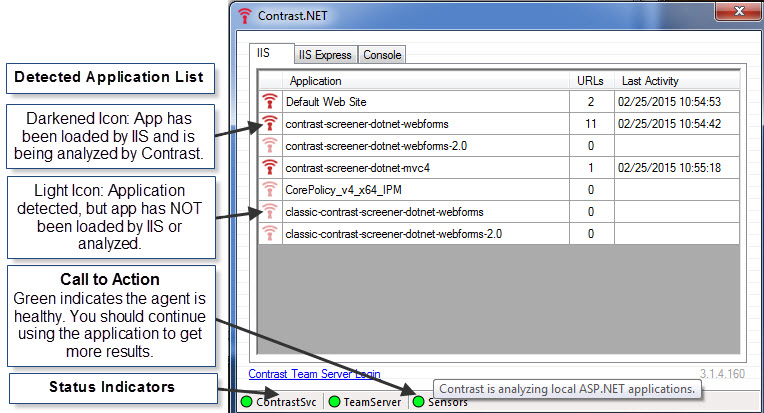 Contrast.NET
IIS
IIS Express
Console
Application URLs Last Activity
Default Web Site 2 02/25/2015 10:54:53
contrast-screener-dotnet-webforms 11 02/25/2015 10:54:42
contrast-screener-dotnet-webforms-2.0 0
contrast-screener-dotnet-mvc4 1 02/25/2015 10:55:18
CorePolicy_v4_x64_IPM 0
classic-contrast-screener-dotnet-webforms 0
classic-contrast-screener-dotnet-webforms-2.0 0
Contrast Team Server Login
3.1.4.160
Contrast is analyzing local ASP.NET applications.
ContrastSvc
TeamServer
Sensors
Detected Application List
Darkened Icon: App has
been loaded by IIS and is
being analyzed by Contrast.
Light Icon: Application
detected, but app has NOT
been loaded by IIS or
analyzed.
Call to Action
Green indicates the agent is
healthy. You should continue
using the application to get
more results.
Status Indicators